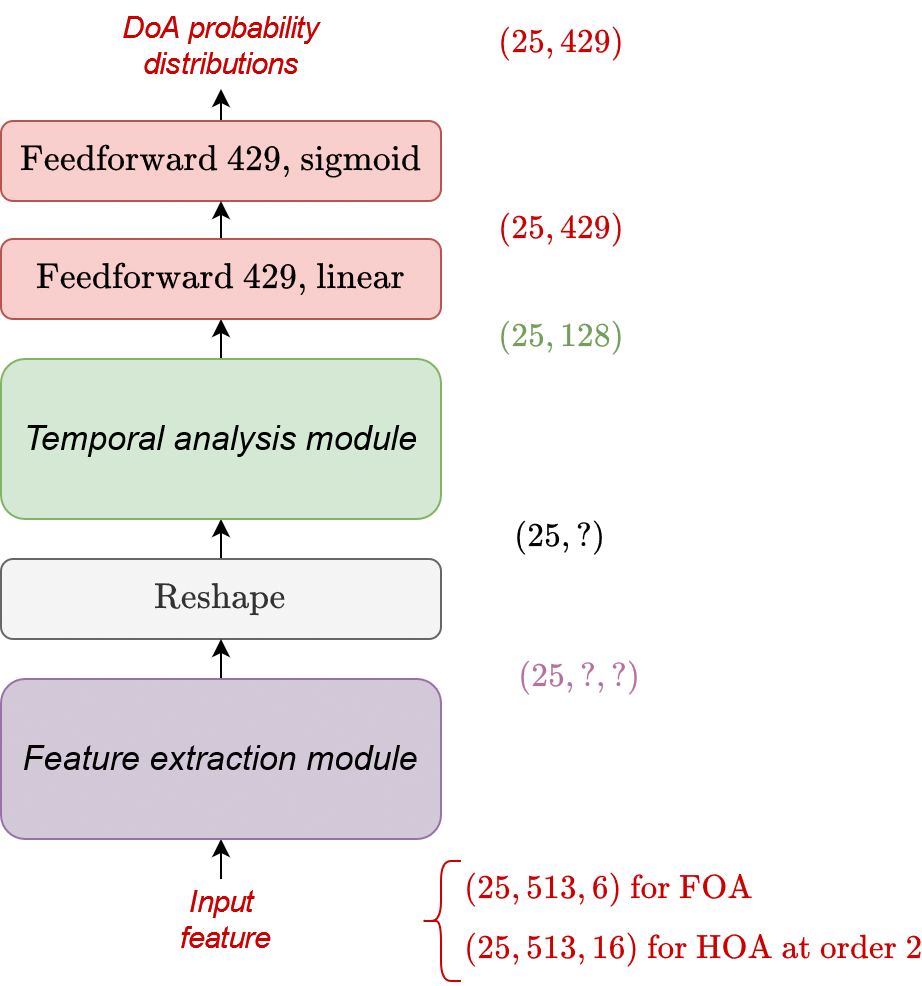 DoA probability
distributions
(25, 429)
Feedforward 429, sigmoid
(25, 429)
Feedforward 429, linear
(25, 128)
Temporal analysis module
(25, ?)
Reshape
(25, ?, ?)
Feature extraction module
Input
feature
(25, 513, 6) for FOA
(25, 513, 16) for HOA at order 2